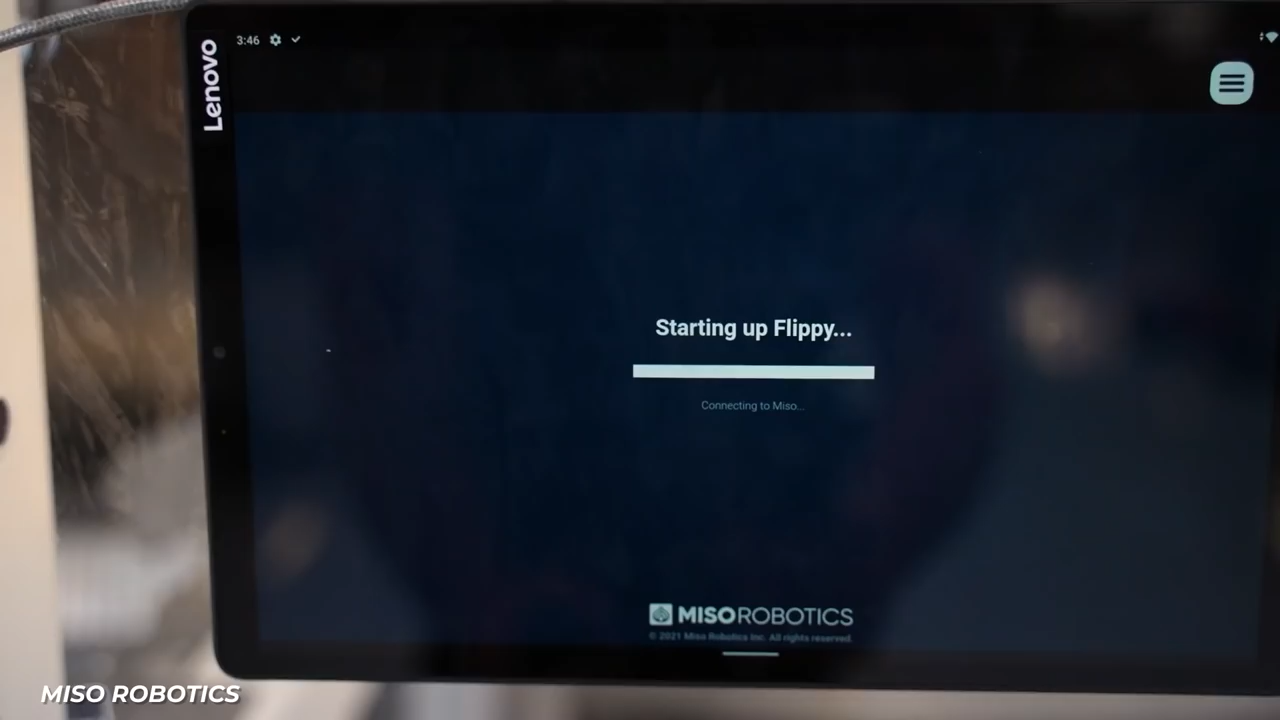 Lenovo
3:46
Starting up Flippy...
Connecting to Miso...
MISOROBOTICS
© 2021 Miso Robotics Inc. All rights reserved.
MISO ROBOTICS